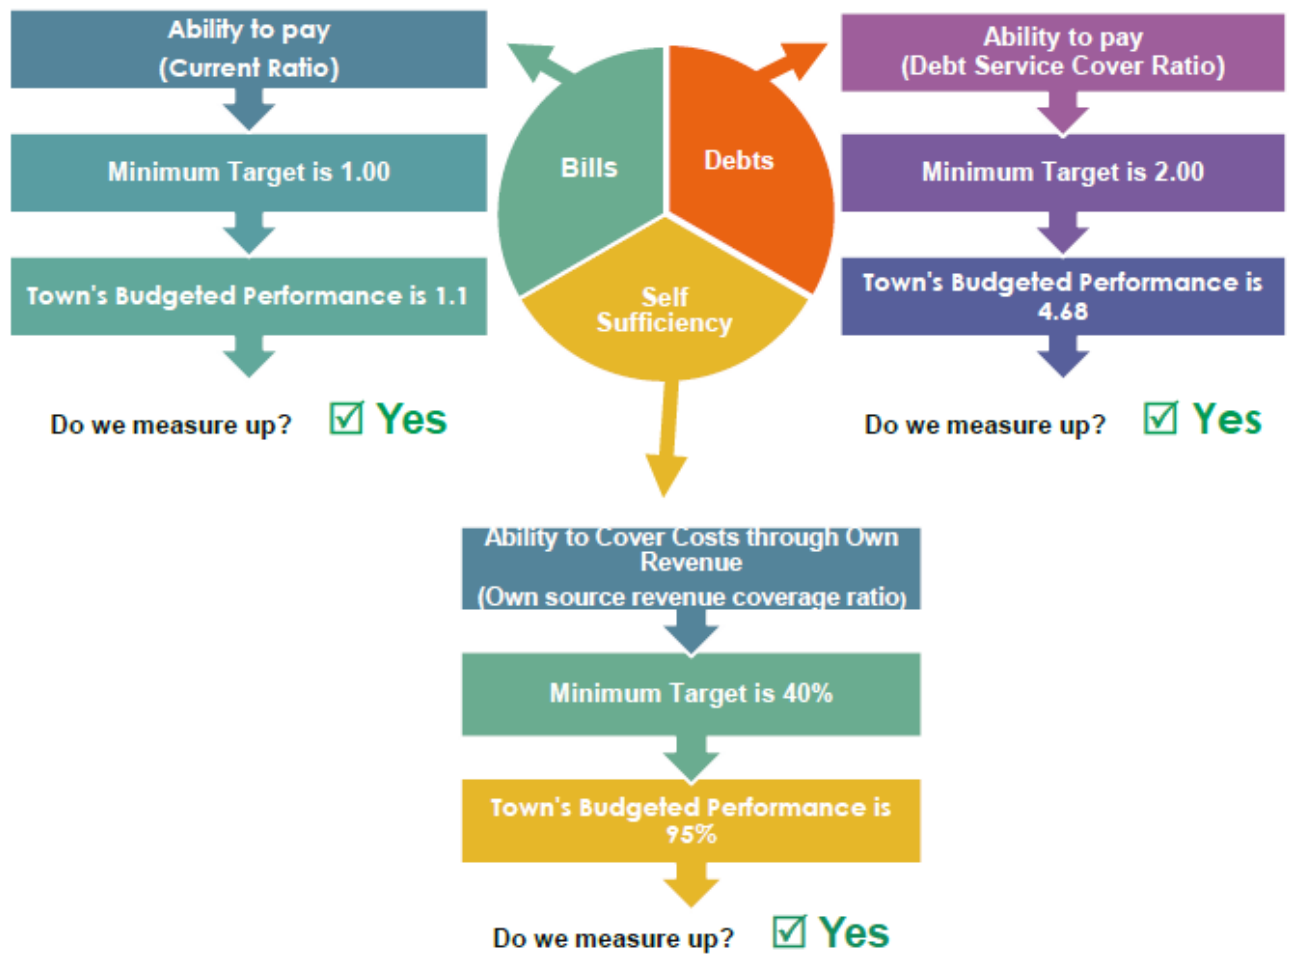 Ability to pay
(Current Ratio)
Minimum Target is 1.00
Town's Budgeted Performance is 1.1
Do we measure up? ☑ Yes
Bills
Debts
Self
Sufficiency
Ability to pay
(Debt Service Cover Ratio)
Minimum Target is 2.00
Town's Budgeted Performance is
4.68
Do we measure up? ☑ Yes
Ability to Cover Costs through Own
Revenue
(Own source revenue coverage ratio)
Minimum Target is 40%
Town's Budgeted Performance is
95%
Do we measure up? ☑ Yes